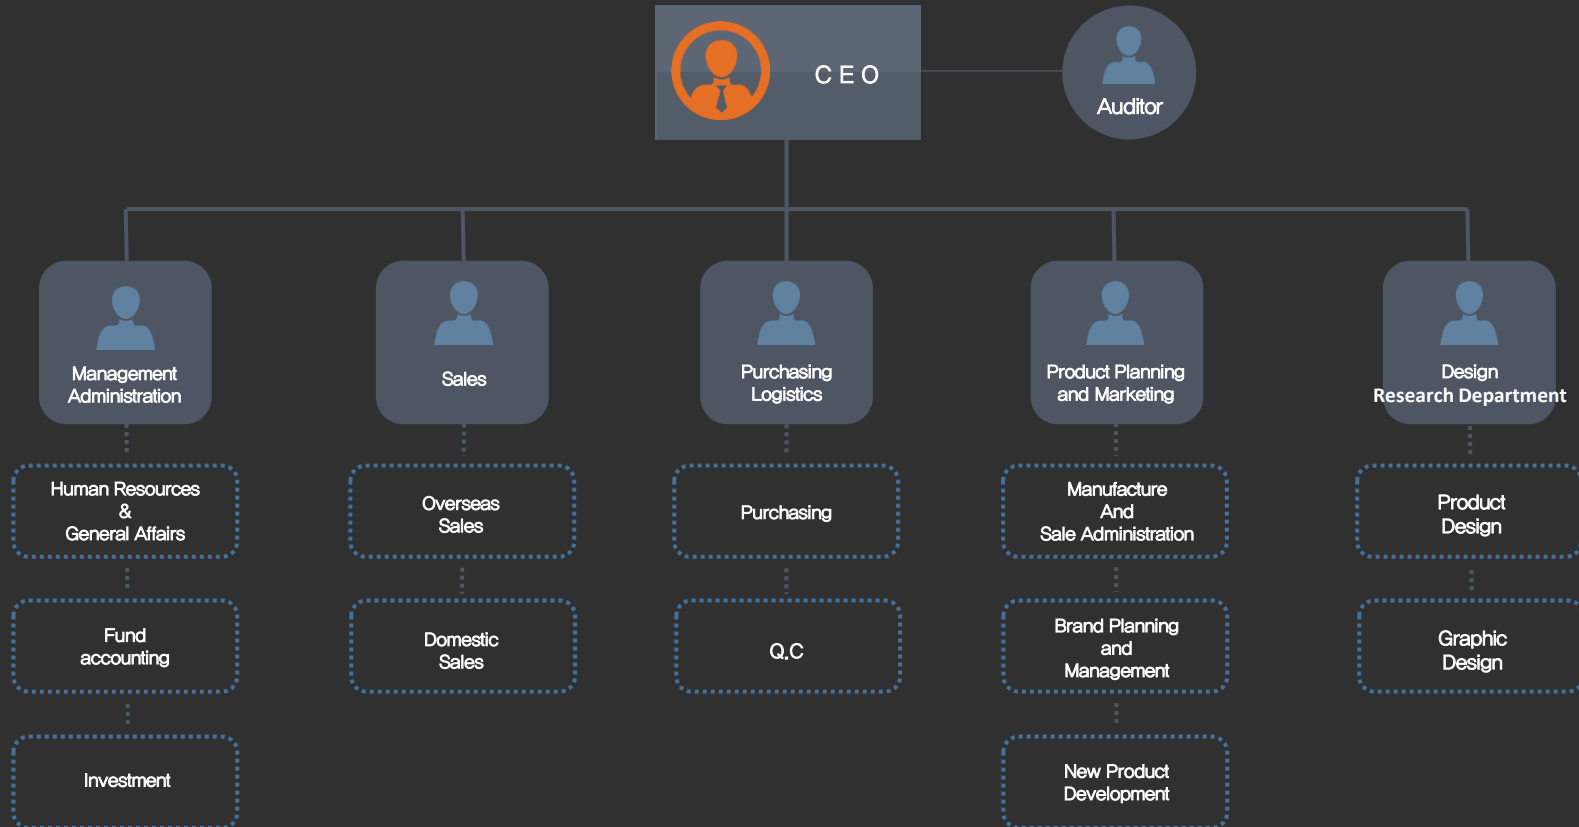 CEO
Auditor
Management
Administration
Sales
Purchasing
Logistics
Product Planning
and Marketing
Design
Research Department
Human Resources
&
General Affairs
Overseas
Sales
Purchasing
Manufacture
And
Sale Administration
Product
Design
Fund
accounting
Domestic
Sales
Q.C
Brand Planning
and
Management
Graphic
Design
Investment
New Product
Development